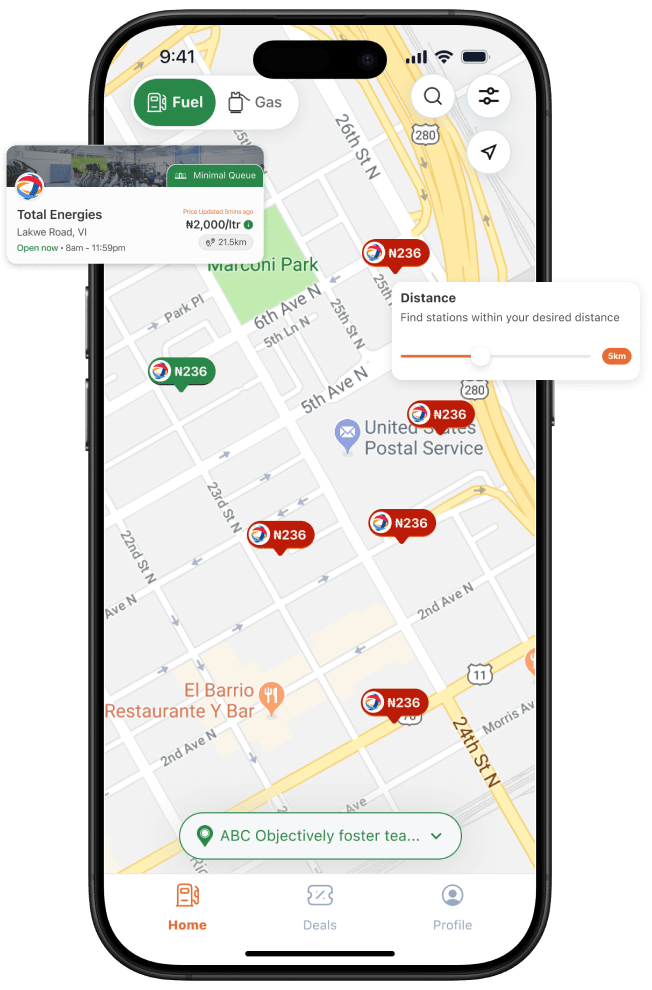 9:41
Fuel
Gas
26th St N
280
25th
Minimal Queue
Total Energies
Price Updated 5mins ago
₦2,000/ltr
Lakwe Road, VI
21.5km
Open now • 8am - 11:59pm
Marconi Park
₦236
Park Pl
6th Ave N
25th St N
5th Ln N
Distance
Find stations within your desired distance
5km
₦236
5th Ave N
280
₦236
United States
Postal Service
23rd St N
₦236
₦236
22nd St N
Ave N
2nd Ave N
11
El Barrio
Restaurante Y Bar
₦236
78
Morris Av
24th St N
2nd Ave N
Ave
ABC Objectively foster tea...
Ric
Home
Deals
Profile